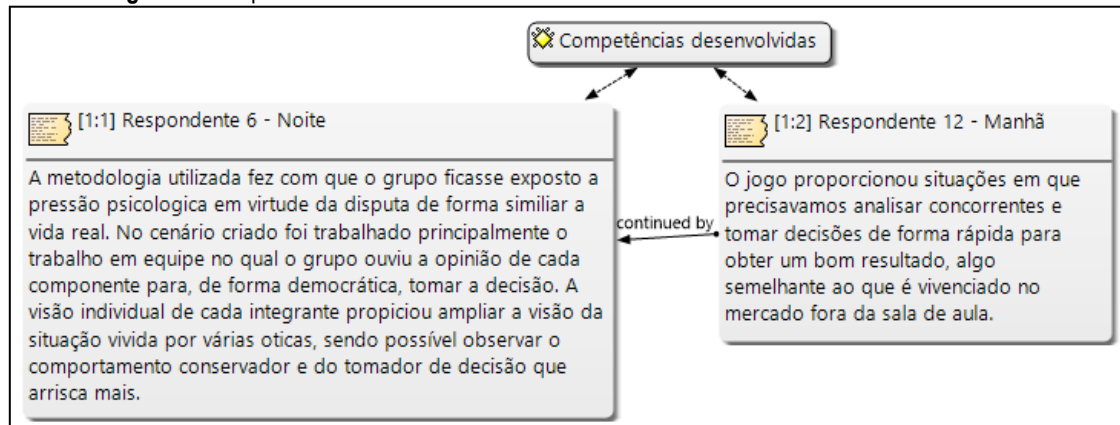 Competências desenvolvidas
[1:1] Respondente 6 - Noite
A metodologia utilizada fez com que o grupo ficasse exposto a
pressão psicologica em virtude da disputa de forma similiar a
vida real. No cenário criado foi trabalhado principalmente o
trabalho em equipe no qual o grupo ouviu a opinião de cada
componente para, de forma democrática, tomar a decisão. A
visão individual de cada integrante propiciou ampliar a visão da
situação vivida por várias oticas, sendo possível observar o
comportamento conservador e do tomador de decisão que
arrisca mais.
continued by
[1:2] Respondente 12 - Manhã
O jogo proporcionou situações em que
precisavamos analisar concorrentes e
tomar decisões de forma rápida para
obter um bom resultado, algo
semelhante ao que é vivenciado no
mercado fora da sala de aula.